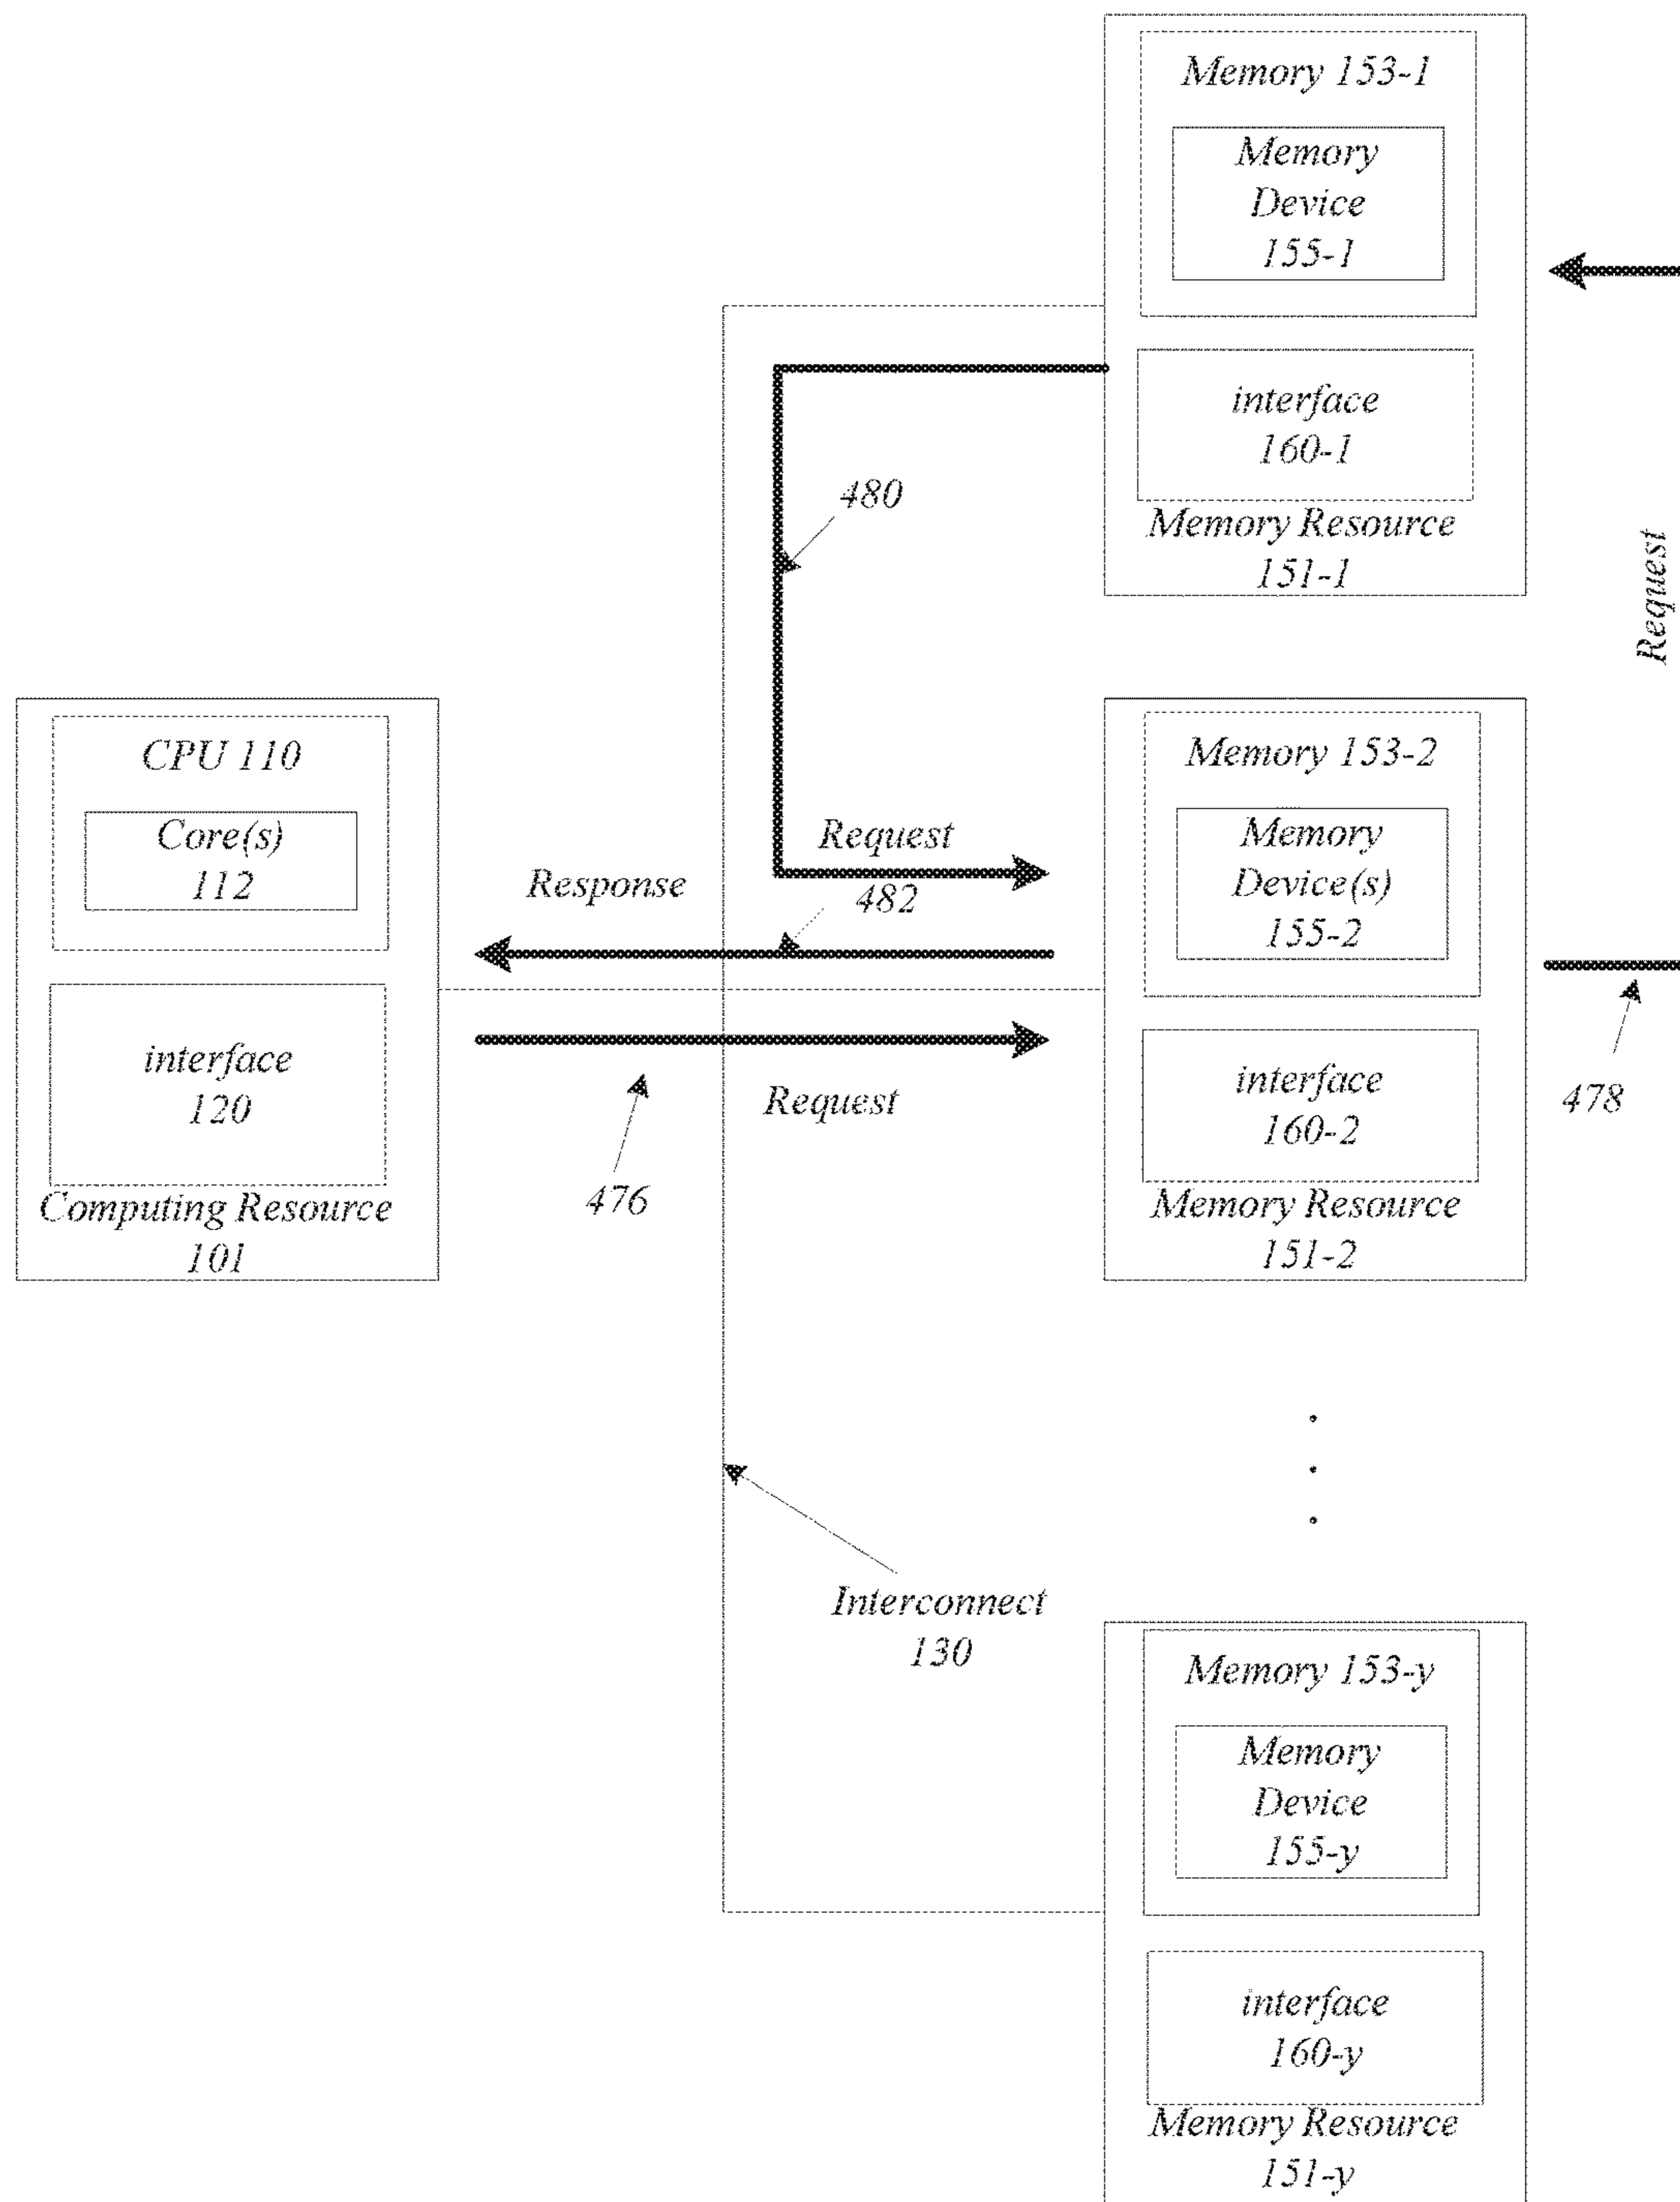 Memory 153-1
Memory
Device
155-1
interface
160-1
Memory Resource
151-1
480
Request
CPU 110
Core(s)
112
interface
120
Computing Resource
101
Response
Request
482
Request
476
Memory 153-2
Memory
Device(s)
155-2
interface
160-2
Memory Resource
151-2
478
Interconnect
130
Memory 153-y
Memory
Device
155-y
interface
160-y
Memory Resource
151-y